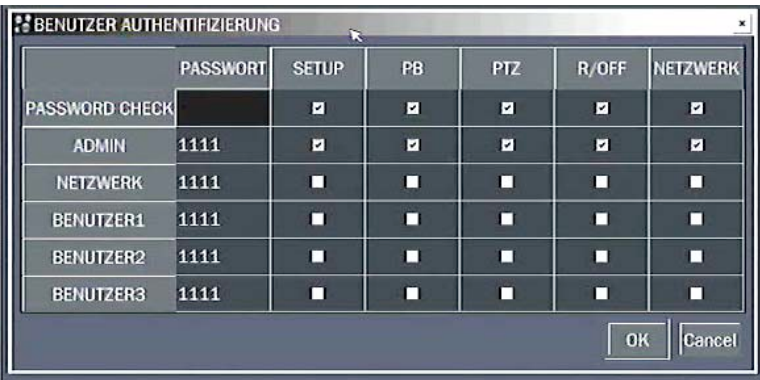 BENUTZER AUTHENTIFIZIERUNG
PASSWORT SETUP PB PTZ R/OFF NETZWERK
PASSWORD CHECK
ADMIN 1111
NETZWERK 1111
BENUTZER1 1111
BENUTZER2 1111
BENUTZER3 1111
OK Cancel